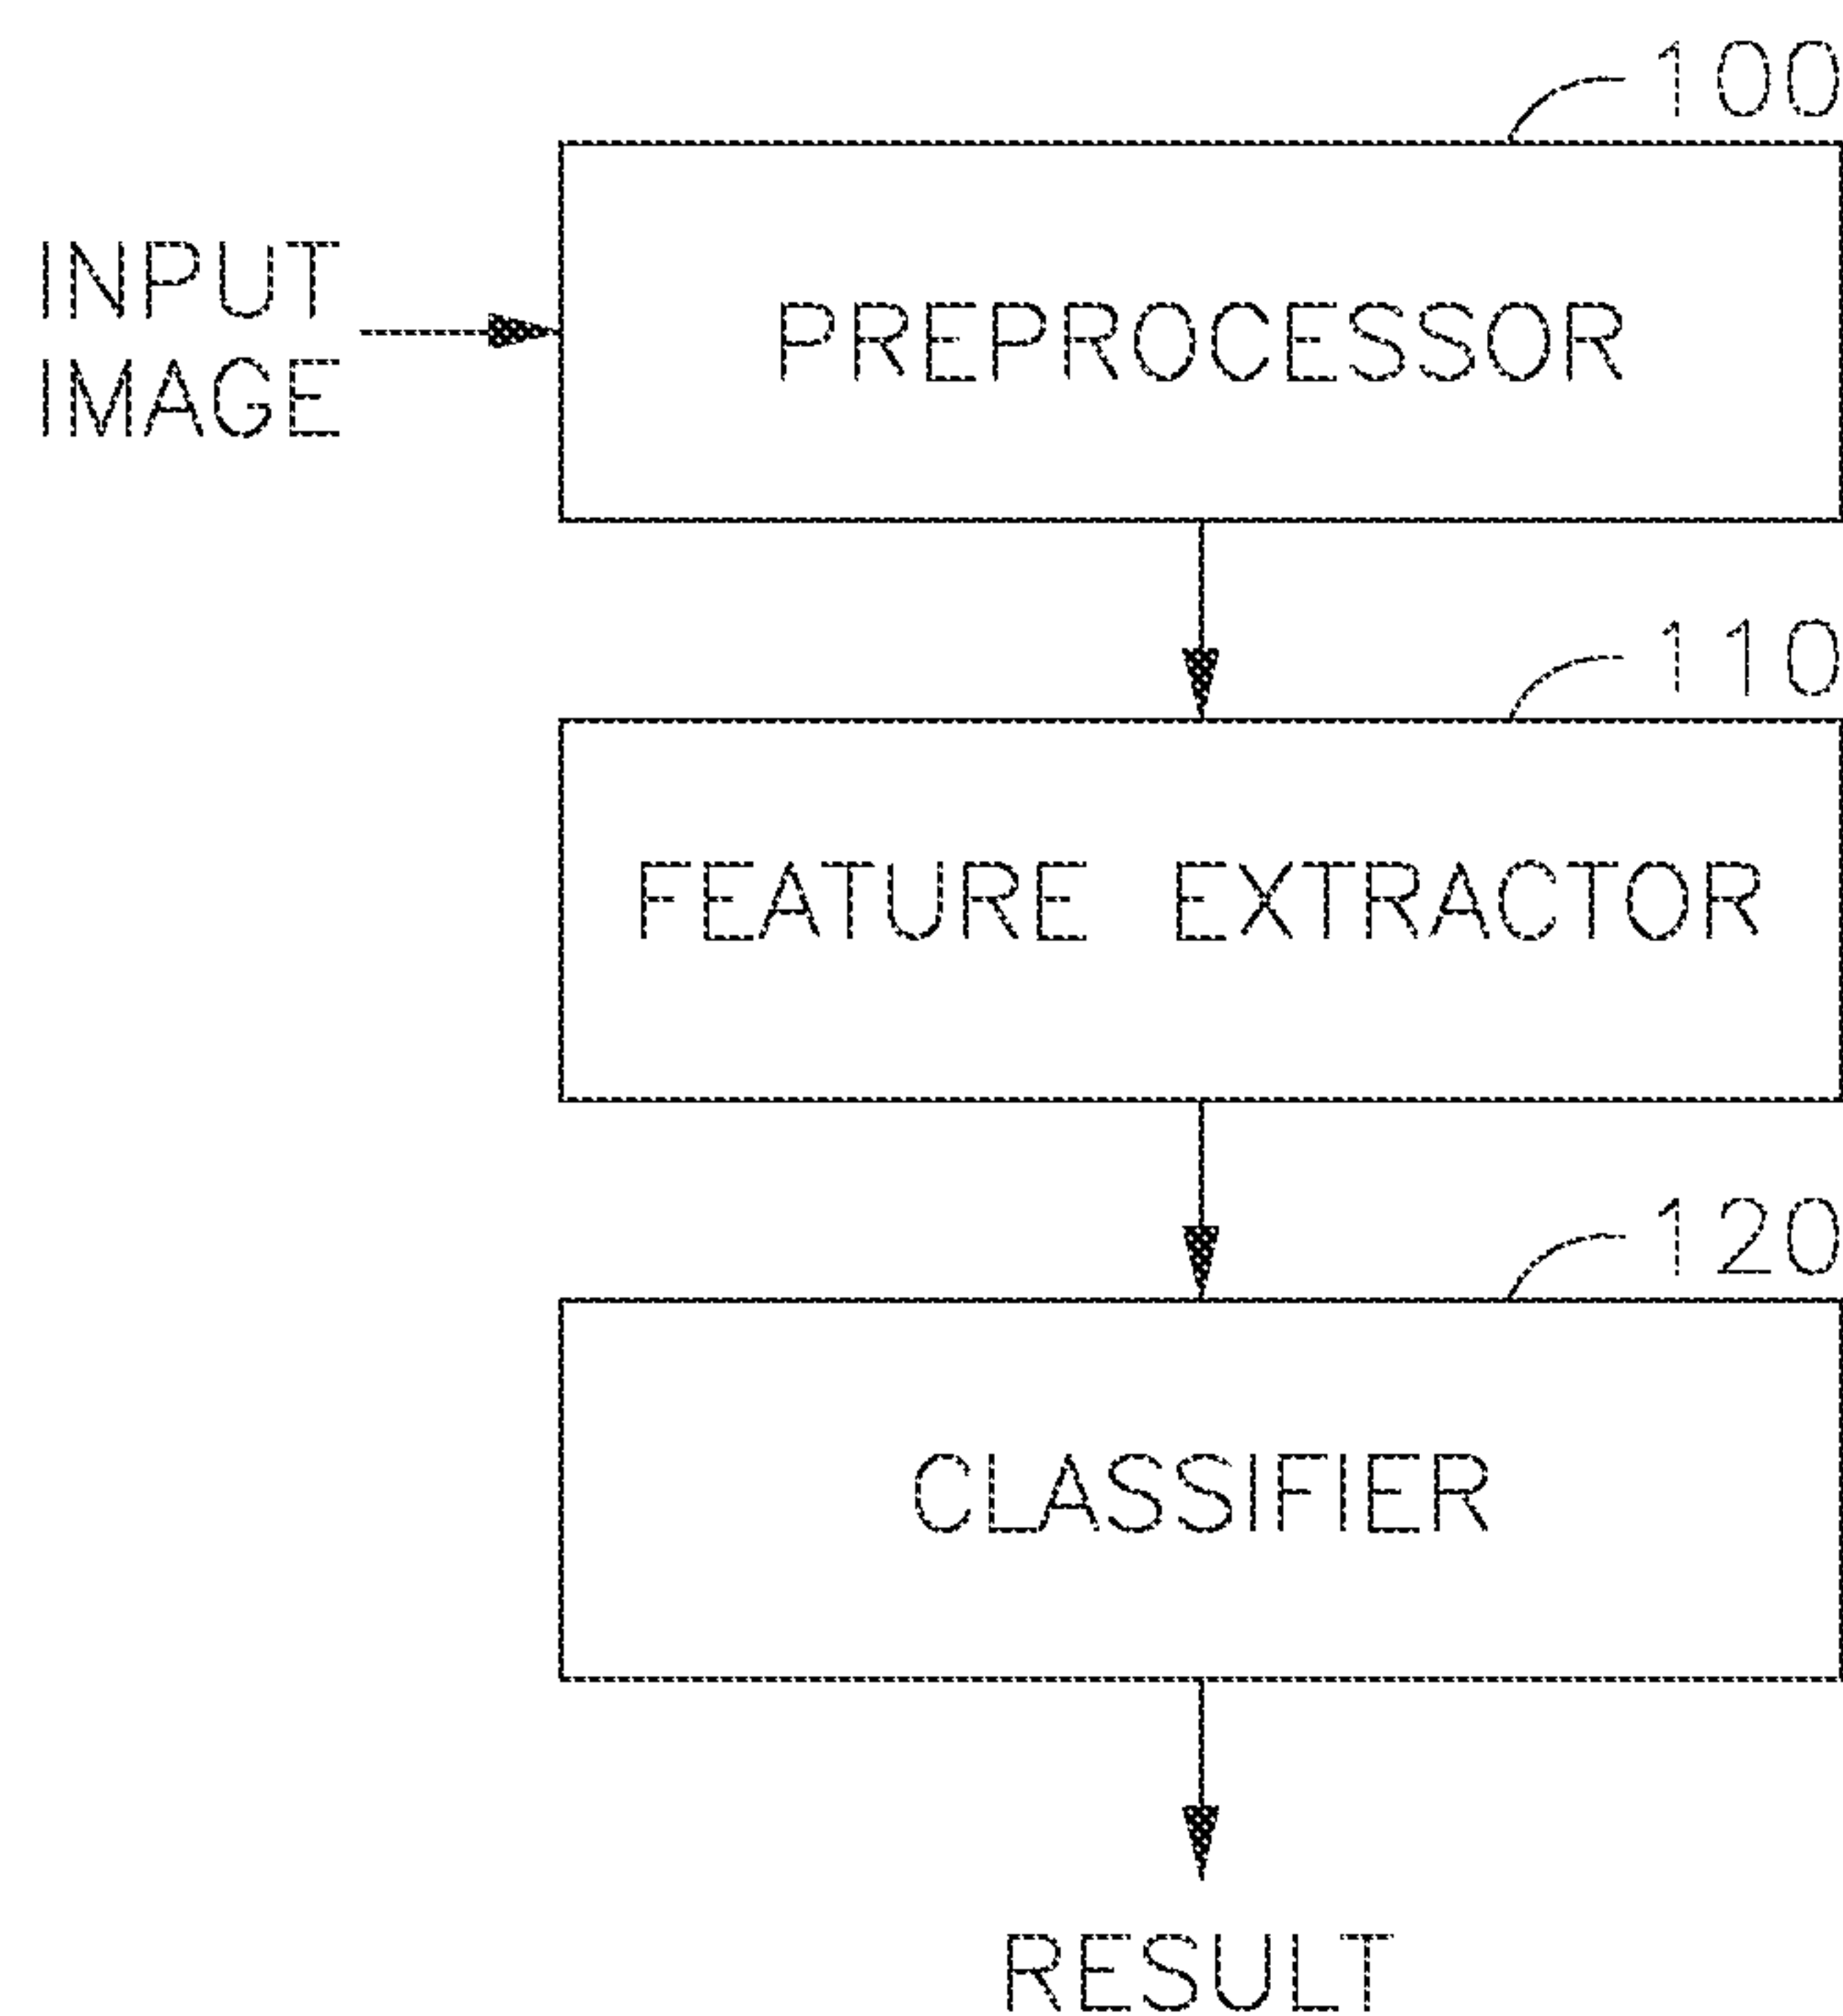 100
INPUT
IMAGE
PREPROCESSOR
110
FEATURE EXTRACTOR
120
CLASSIFIER
RESULT